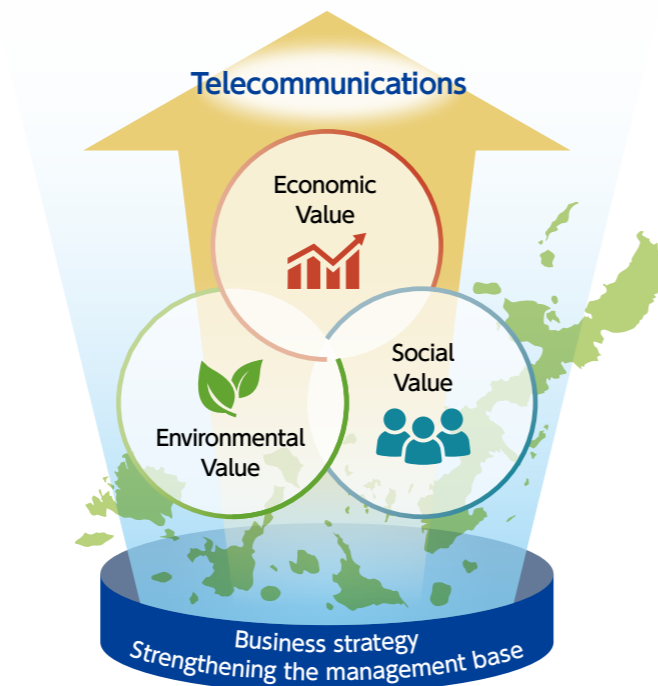 Telecommunications
Economic
Value
Social
Value
Environmental
Value
Business strategy
Strengthening the management base